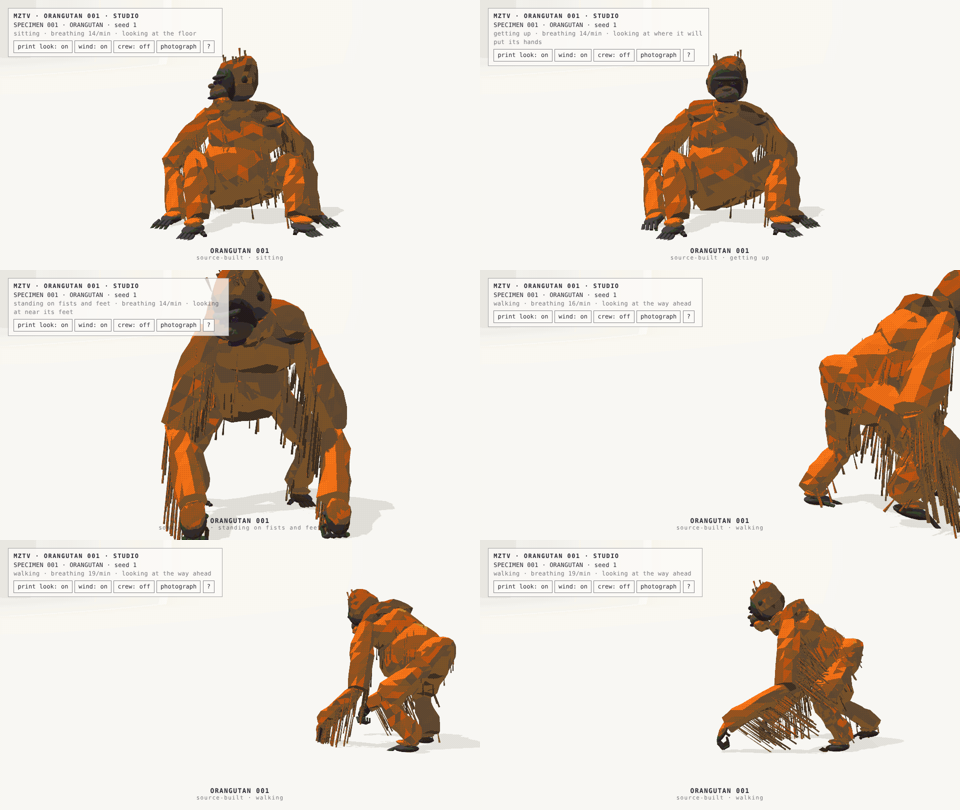 MZTV · ORANGUTAN 001 · STUDIO
SPECIMEN 001 · ORANGUTAN · seed 1
sitting · breathing 14/min · looking at the floor
print look: on wind: on crew: off photograph ?
ORANGUTAN 001
source-built · sitting
MZTV · ORANGUTAN 001 · STUDIO
SPECIMEN 001 · ORANGUTAN · seed 1
getting up · breathing 14/min · looking at where it will
put its hands
print look: on wind: on crew: off photograph ?
ORANGUTAN 001
source-built · getting up
MZTV · ORANGUTAN 001 · STUDIO
SPECIMEN 001 · ORANGUTAN · seed 1
standing on fists and feet · breathing 14/min · looking
at near its feet
print look: on wind: on crew: off photograph ?
ORANGUTAN 001
· standing on fists and feet
MZTV · ORANGUTAN 001 · STUDIO
SPECIMEN 001 · ORANGUTAN · seed 1
walking · breathing 16/min · looking at the way ahead
print look: on wind: on crew: off photograph ?
ORANGUTAN 001
source-built · walking
MZTV · ORANGUTAN 001 · STUDIO
SPECIMEN 001 · ORANGUTAN · seed 1
walking · breathing 19/min · looking at the way ahead
print look: on wind: on crew: off photograph ?
ORANGUTAN 001
source-built · walking
MZTV · ORANGUTAN 001 · STUDIO
SPECIMEN 001 · ORANGUTAN · seed 1
walking · breathing 19/min · looking at the way ahead
print look: on wind: on crew: off photograph ?
ORANGUTAN 001
source-built · walking